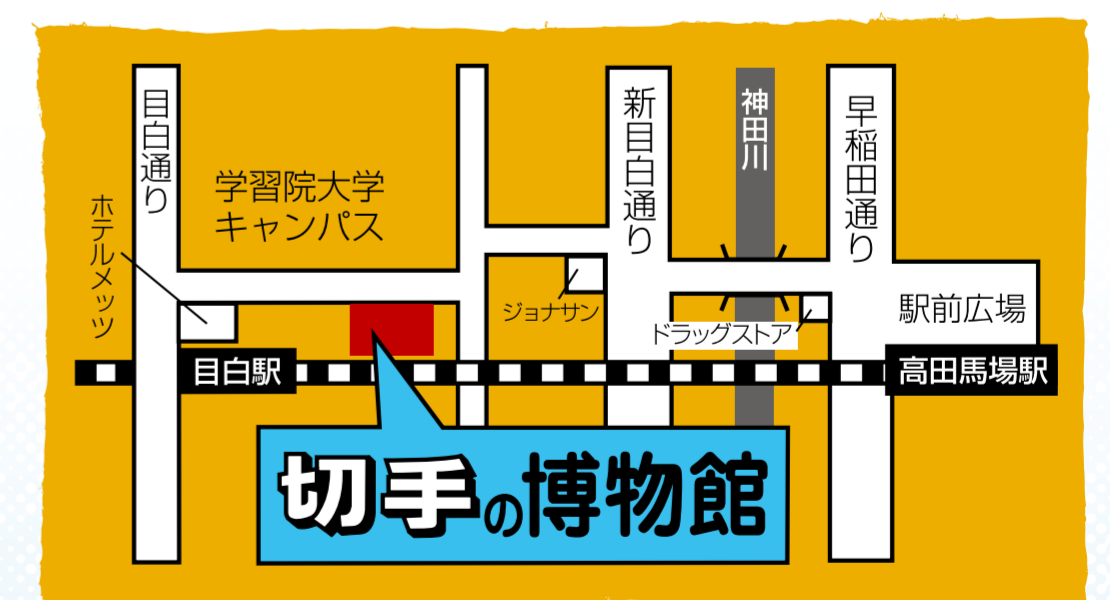 目白通り
ホテルメッツ
学習院大学
キャンパス
新目白通り
神田川
早稲田通り
ジョナサン
ドラッグストア
駅前広場
目白駅
高田馬場駅
切手の博物館